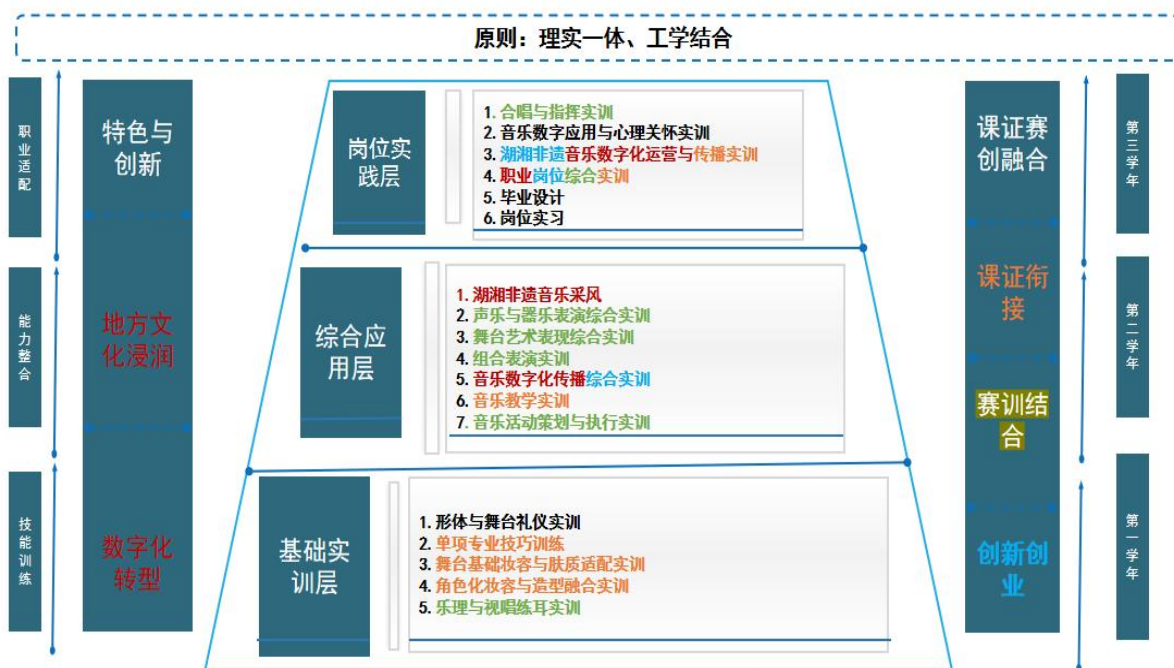 原则：理实一体、工学结合
职业适配
特色与
创新
岗位实
践层
1. 合唱与指挥实训
2. 音乐数字应用与心理关怀实训
3. 湖湘非遗音乐数字化运营与传播实训
4. 职业岗位综合实训
5. 毕业设计
6. 岗位实习
课证赛
创融合
第三学年
能力整合
地方文
化浸润
综合应
用层
1. 湖湘非遗音乐采风
2. 声乐与器乐表演综合实训
3. 舞台艺术表现综合实训
4. 组合表演实训
5. 音乐数字化传播综合实训
6. 音乐教学实训
7. 音乐活动策划与执行实训
课证衔
接
赛训结
合
第二学年
技能训练
数字化
转型
基础实
训层
1. 形体与舞台礼仪实训
2. 单项专业技巧训练
3. 舞台基础妆容与肤质适配实训
4. 角色化妆容与造型融合实训
5. 乐理与视唱练耳实训
创新创
业
第一学年